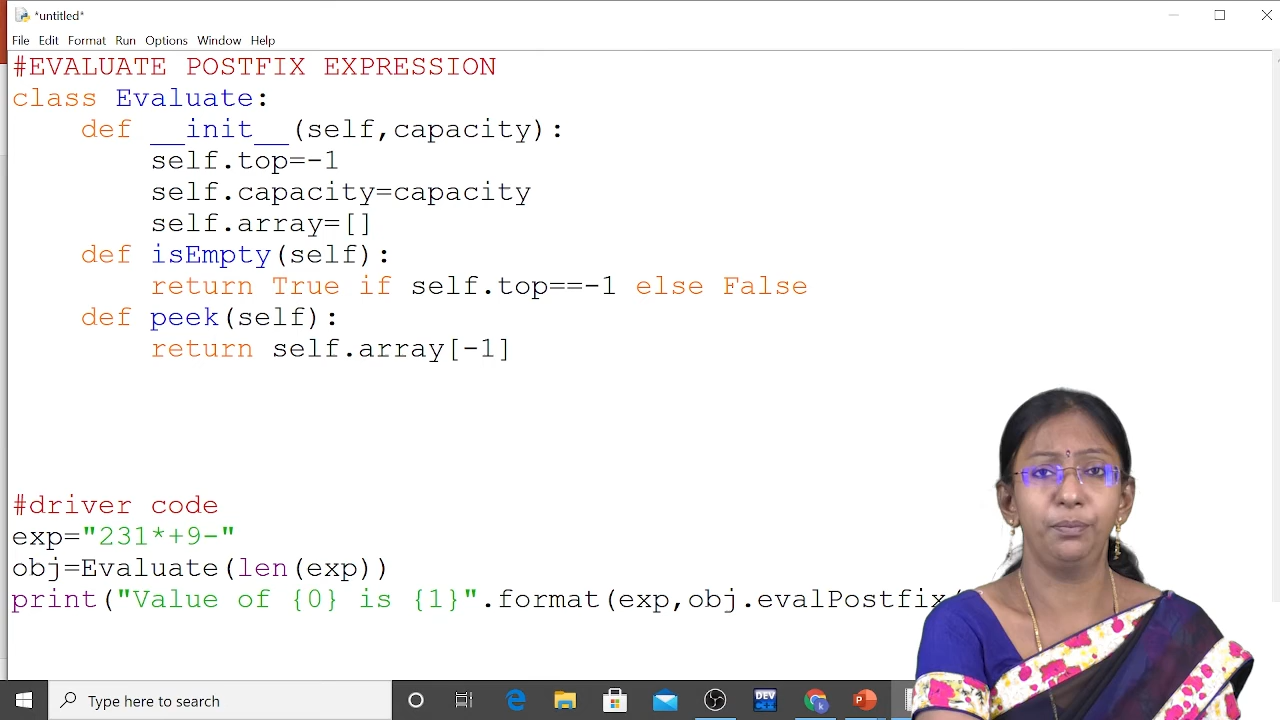 *untitled*
File Edit Format Run Options Window Help
#EVALUATE POSTFIX EXPRESSION
class Evaluate:
    def __init__(self,capacity):
        self.top=-1
        self.capacity=capacity
        self.array=[]
    def isEmpty(self):
        return True if self.top==-1 else False
    def peek(self):
        return self.array[-1]
#driver code
exp="231*+9-"
obj=Evaluate(len(exp))
print("Value of {0} is {1}".format(exp,obj.evalPostfix(
Type here to search
DEV C++